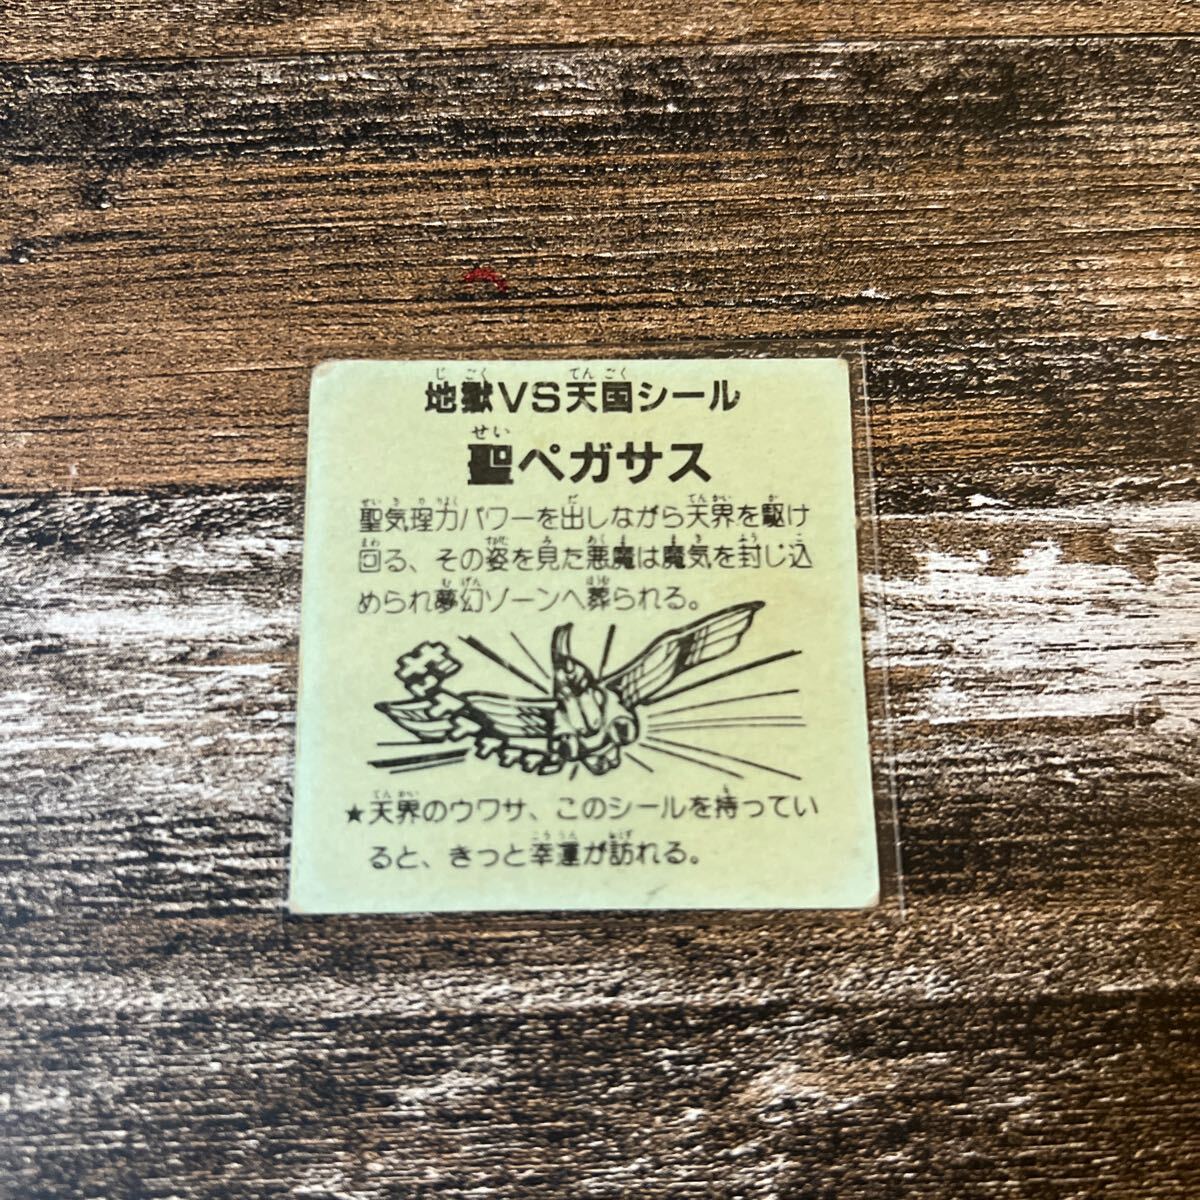 地獄VS天国シール
聖ペガサス
聖気理力パワーを出しながら天界を駆け
回る、その姿を見た悪魔は魔気を封じ込
められ夢幻ゾーンへ葬られる。
★天界のウワサ、このシールを持ってい
ると、きっと幸運が訪れる。